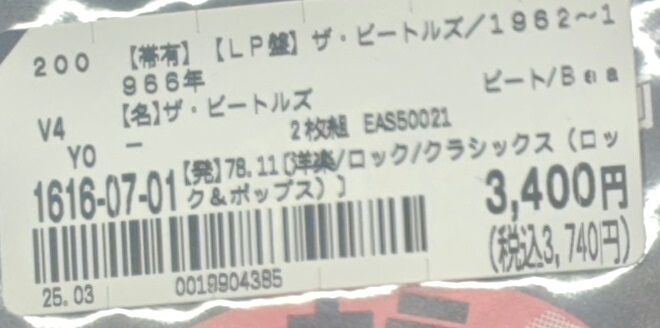 200 【帯有】【LP盤】ザ・ビートルズ/1962~1
966年 ビート/Bea
【名】ザ・ビートルズ
V4 2枚組 EAS50021
Y0 ー
1616-07-01 【発】78.11〔洋楽/ロック/クラシックス(ロッ
ク&ポップス)〕 3,400円
(税込3,740円)
0019904385
25.03